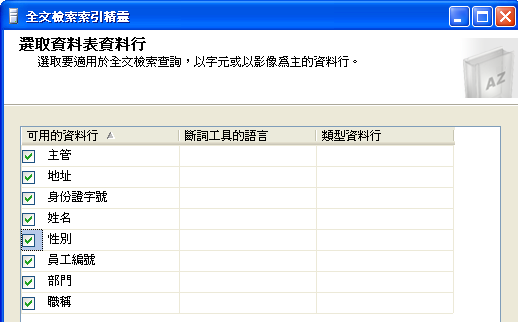 全文檢索索引精靈
選取資料表資料行
選取要適用於全文檢索查詢，以字元或以影像為主的資料行。
AZ
可用的資料行 斷詞工具的語言 類型資料行
主管
地址
身份證字號
姓名
性別
員工編號
部門
職稱